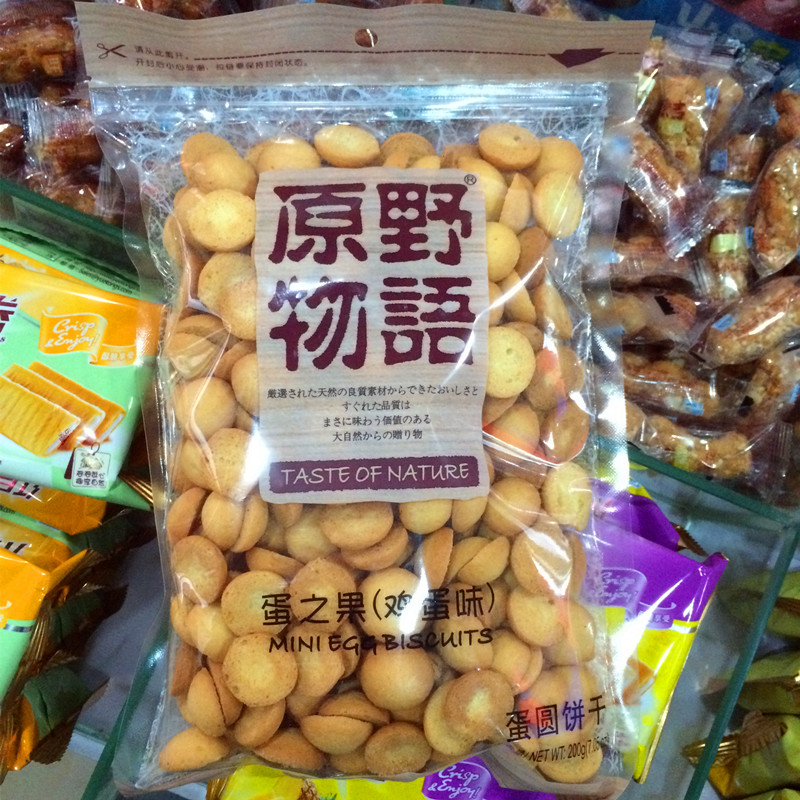 请从此剪开。
原野®
物語
厳選された天然の良質素材からできたおいしさと
すぐれた品質は
まさに味わう価値のある
大自然からの贈り物
TASTE OF NATURE
蛋之果(鸡蛋味)
MINI EGG BISCUITS
蛋圆饼干
NET WT: 200g
Crisp
& Enjoy!
Crisp
& Enjoy!
Crisp
& Enjoy!